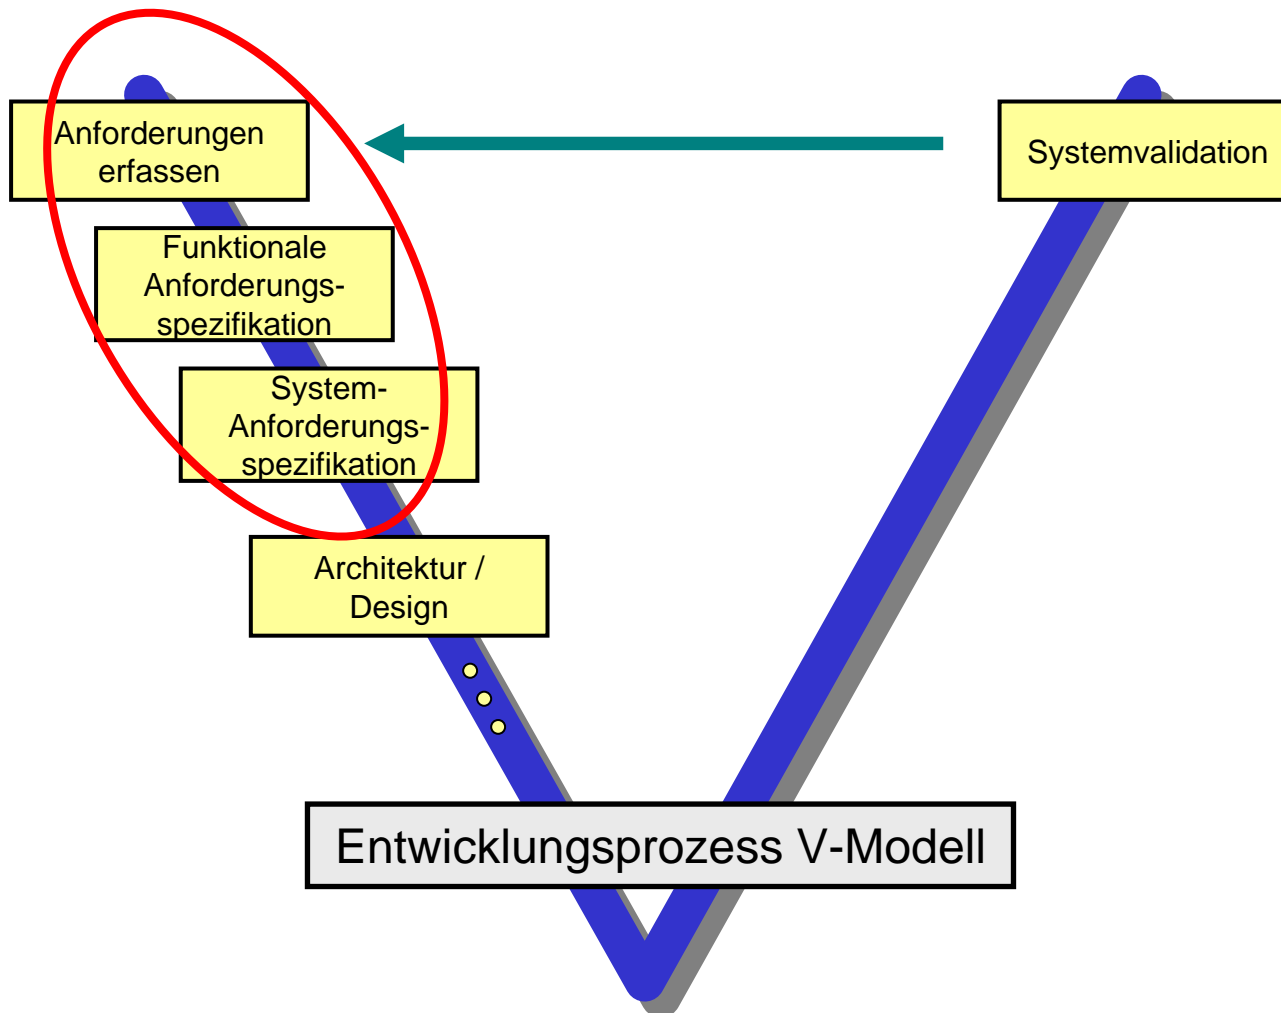 Anforderungen
erfassen
Systemvalidation
Funktionale
Anforderungs-
spezifikation
System-
Anforderungs-
spezifikation
Architektur /
Design
Entwicklungsprozess V-Modell